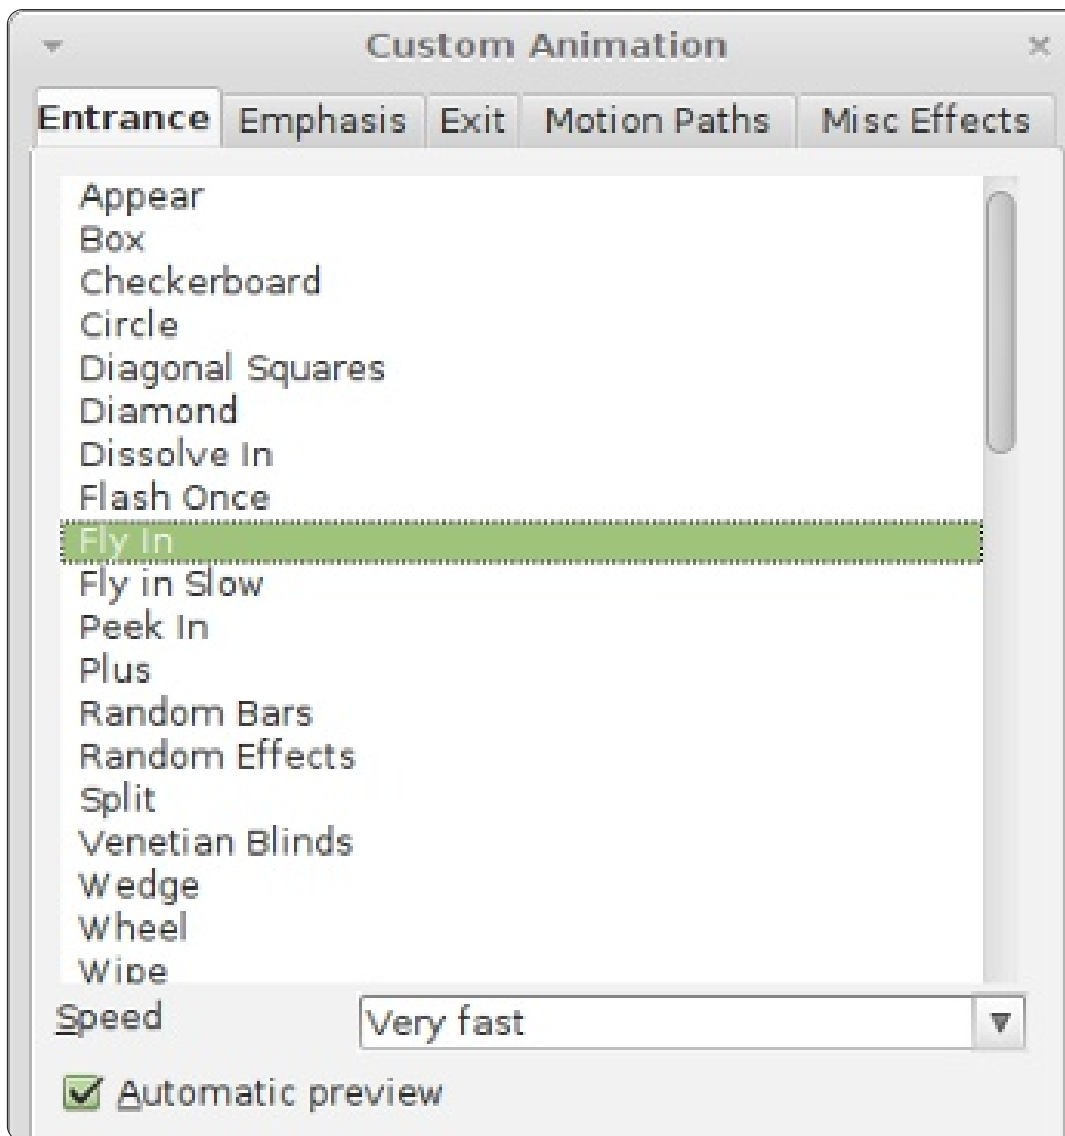 Custom Animation
Entrance Emphasis Exit Motion Paths Misc Effects
Appear
Box
Checkerboard
Circle
Diagonal Squares
Diamond
Dissolve In
Flash Once
Fly In
Fly in Slow
Peek In
Plus
Random Bars
Random Effects
Split
Venetian Blinds
Wedge
Wheel
Wipe
Speed Very fast
Automatic preview